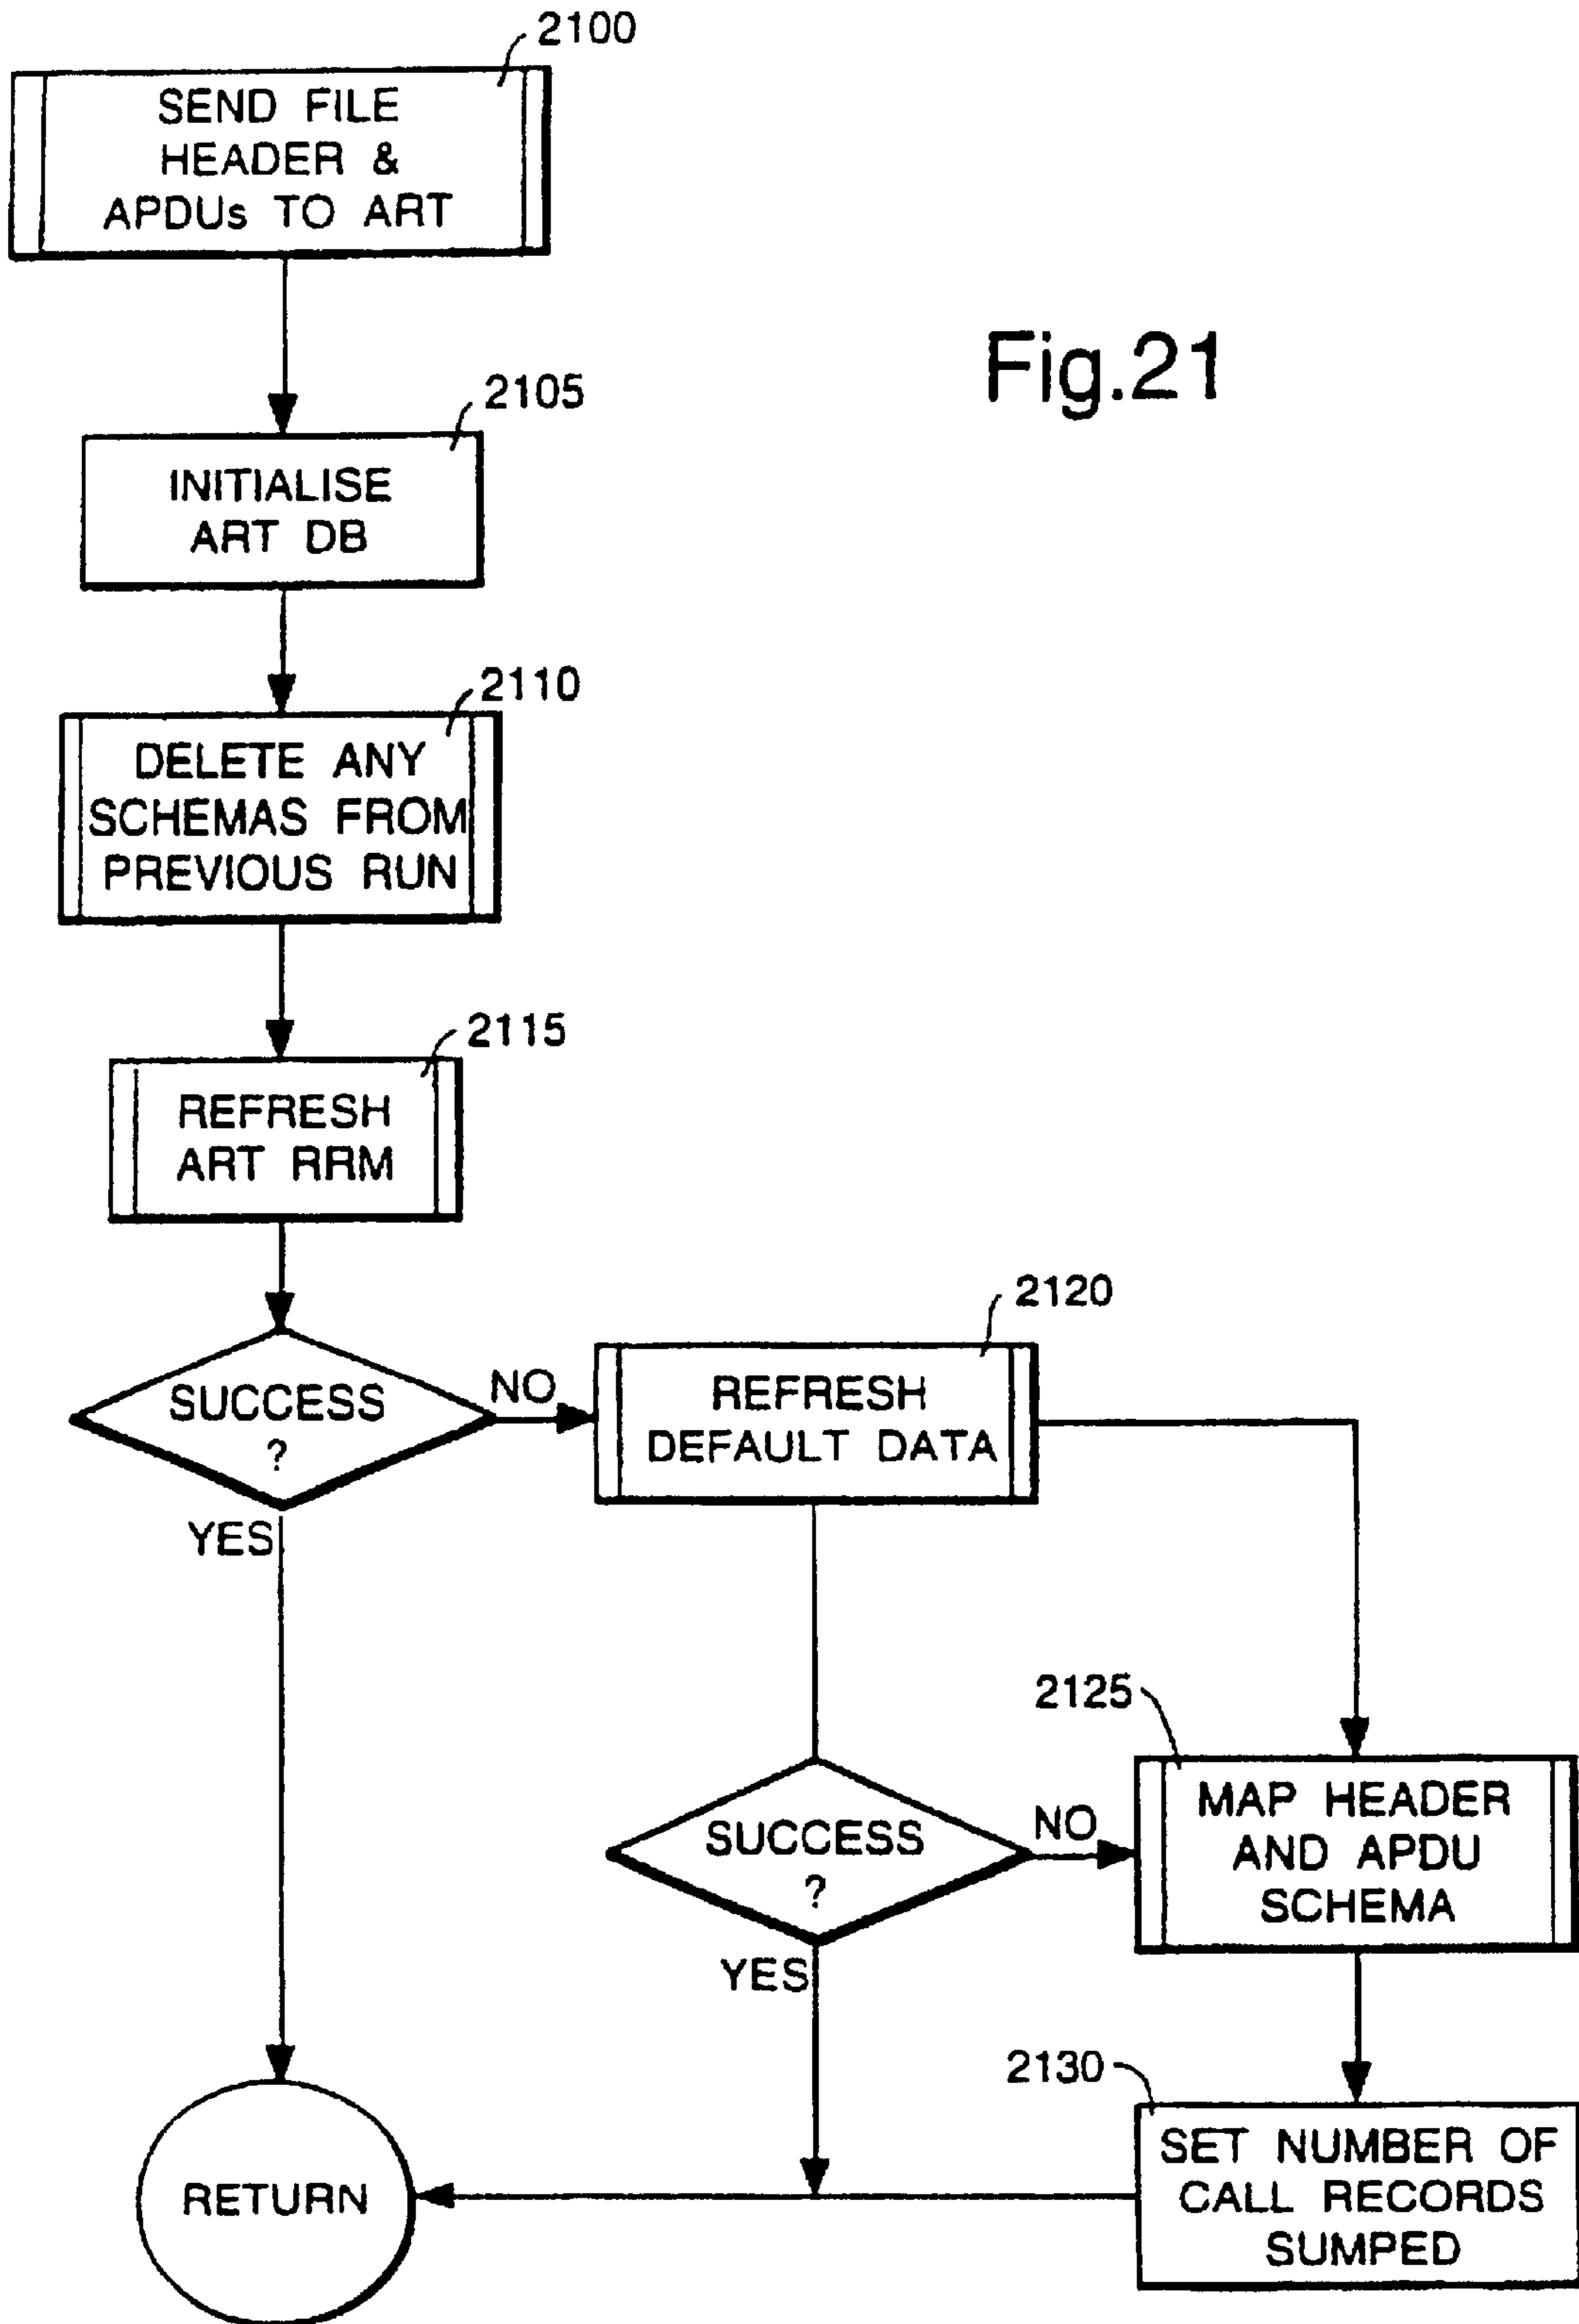 2100
SEND FILE
HEADER &
APDUs TO ART
Fig.21
2105
INITIALISE
ART DB
2110
DELETE ANY
SCHEMAS FROM
PREVIOUS RUN
2115
REFRESH
ART RRM
2120
SUCCESS
?
NO
YES
REFRESH
DEFAULT DATA
2125
SUCCESS
?
NO
YES
MAP HEADER
AND APDU
SCHEMA
2130
SET NUMBER OF
CALL RECORDS
SUMPED
RETURN